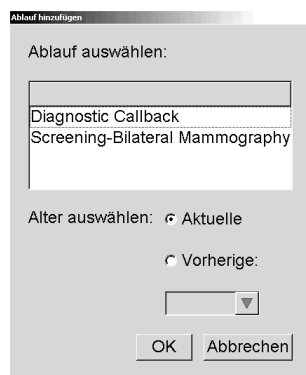 Ablauf hinzufügen
Ablauf auswählen:
Diagnostic Callback
Screening-Bilateral Mammography
Alter auswählen: Aktuelle
Vorherige:
OK Abbrechen